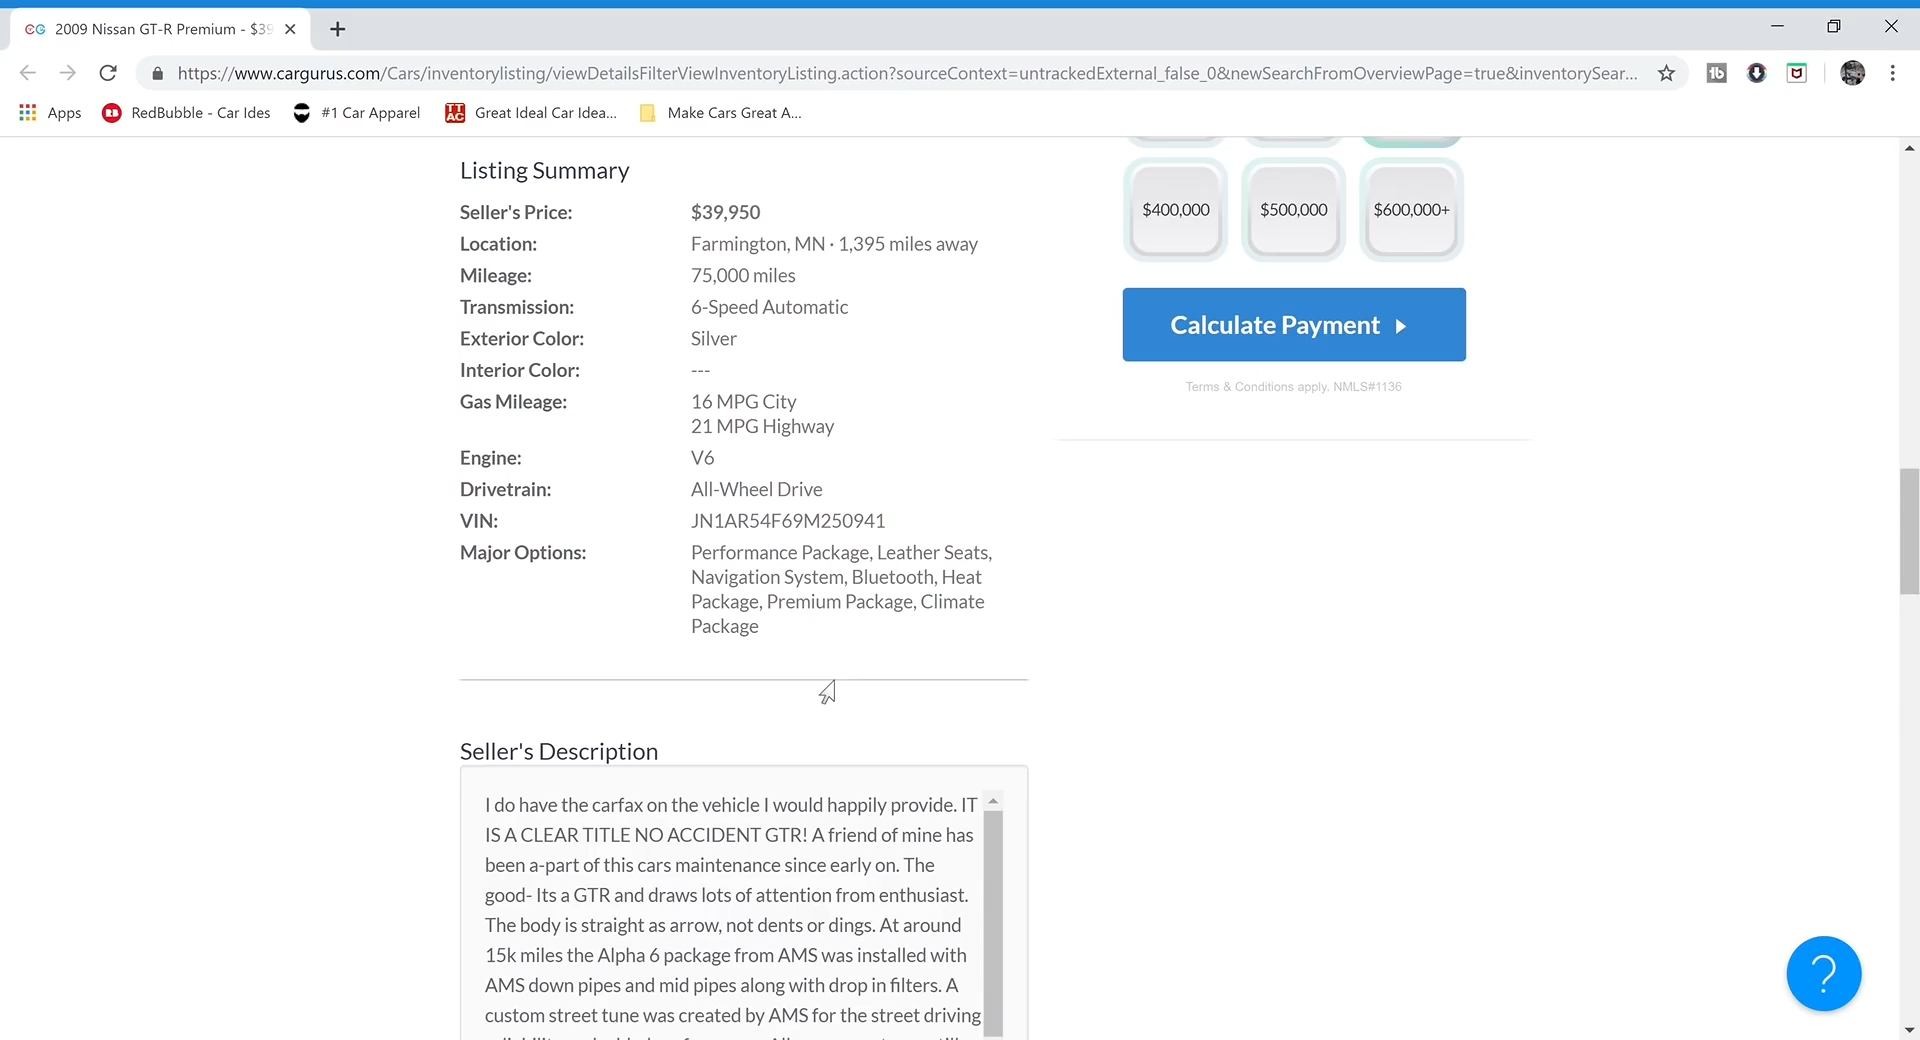 2009 Nissan GT-R Premium - $39
https://www.cargurus.com/Cars/inventorylisting/viewDetailsFilterViewInventoryListing.action?sourceContext=untrackedExternal_false_0&newSearchFromOverviewPage=true&inventorySear...
Apps
RedBubble - Car Ides
#1 Car Apparel
Great Ideal Car Idea...
Make Cars Great A...
Listing Summary
Seller's Price: $39,950
Location: Farmington, MN · 1,395 miles away
Mileage: 75,000 miles
Transmission: 6-Speed Automatic
Exterior Color: Silver
Interior Color: ---
Gas Mileage: 16 MPG City
21 MPG Highway
Engine: V6
Drivetrain: All-Wheel Drive
VIN: JN1AR54F69M250941
Major Options: Performance Package, Leather Seats,
Navigation System, Bluetooth, Heat
Package, Premium Package, Climate
Package
$400,000 $500,000 $600,000+
Calculate Payment
Terms & Conditions apply. NMLS#1136
Seller's Description
I do have the carfax on the vehicle I would happily provide. IT
IS A CLEAR TITLE NO ACCIDENT GTR! A friend of mine has
been a-part of this cars maintenance since early on. The
good- Its a GTR and draws lots of attention from enthusiast.
The body is straight as arrow, not dents or dings. At around
15k miles the Alpha 6 package from AMS was installed with
AMS down pipes and mid pipes along with drop in filters. A
custom street tune was created by AMS for the street driving
?